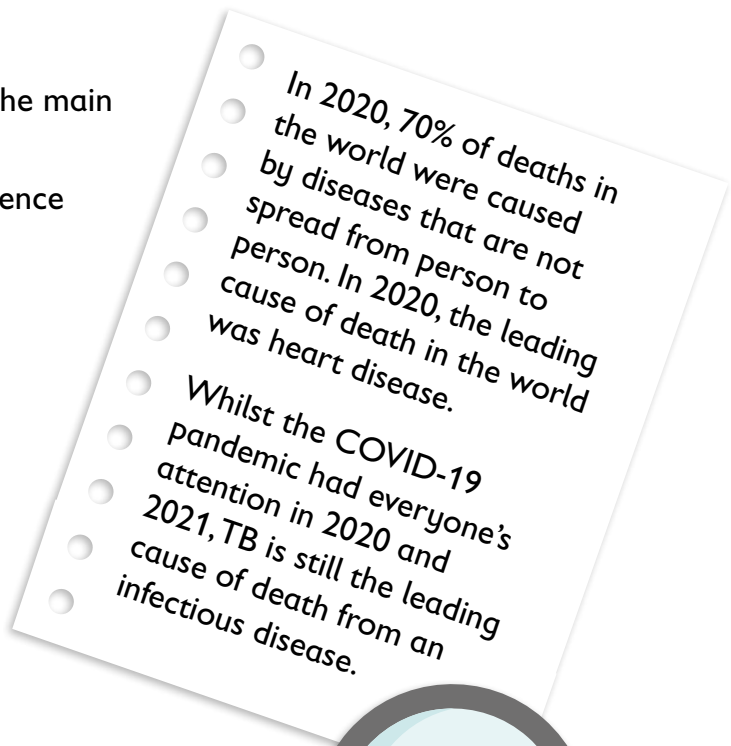 he main
ence
In 2020, 70% of deaths in
the world were caused
by diseases that are not
spread from person to
person. In 2020, the leading
cause of death in the world
was heart disease.
Whilst the COVID-19
pandemic had everyone's
attention in 2020 and
2021, TB is still the leading
cause of death from an
infectious disease.